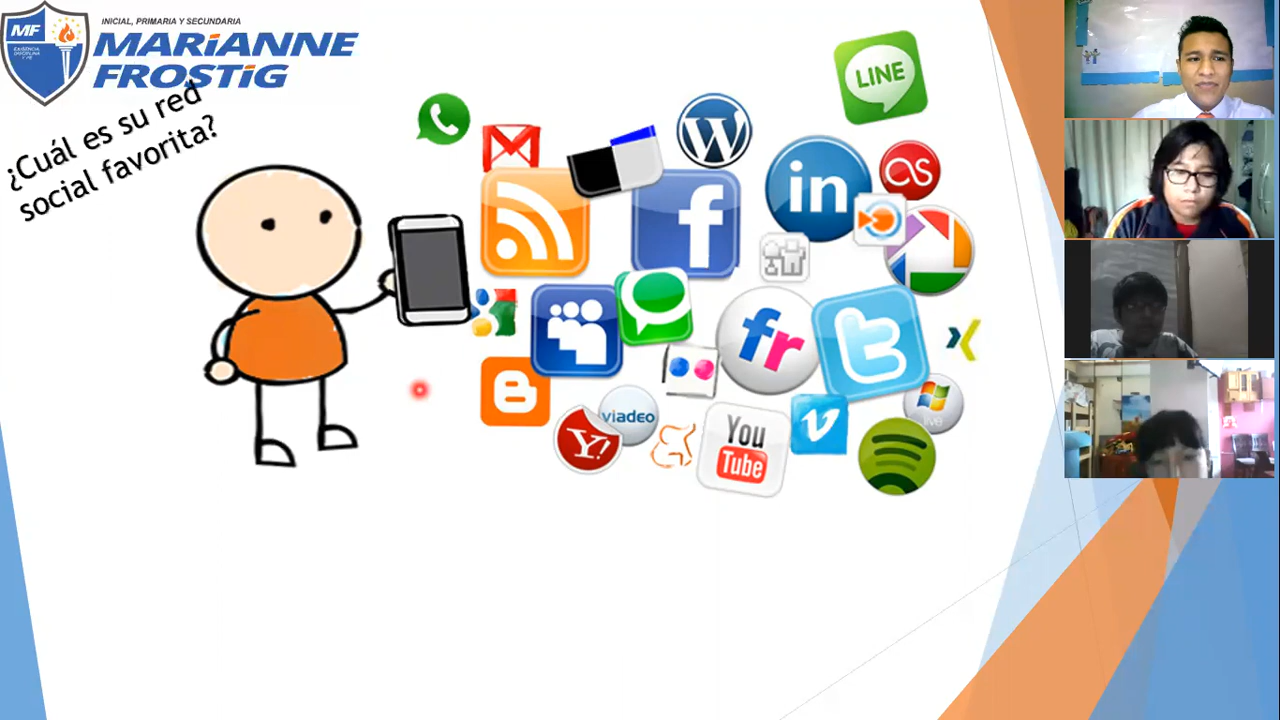 MF
INICIAL, PRIMARIA Y SECUNDARIA
MARiANNE
FROSTiG
¿Cuál es su red
social favorita?
LINE
in
f
fr
t
B
viadeo
Y!
You
Tube
v